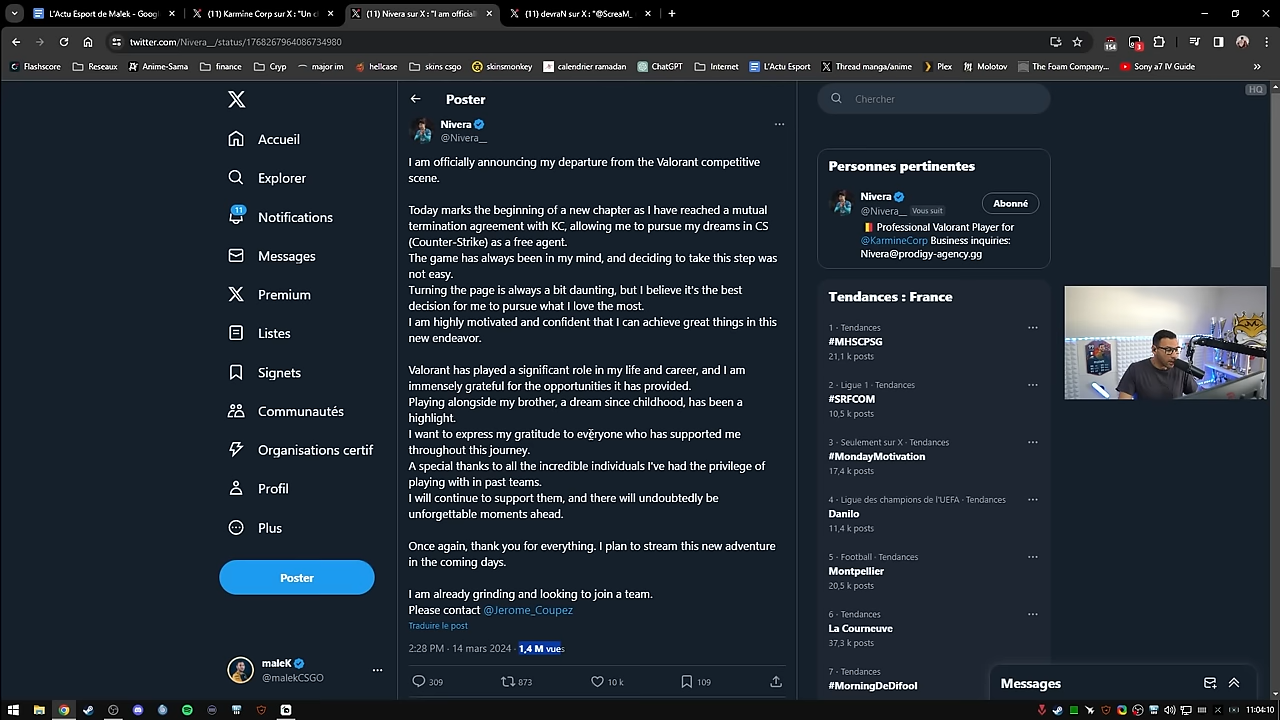 L'Actu Esport de Malek - Googl
(11) Karmine Corp sur X : "Un c
(11) Nivera sur X : "I am official
(11) devraN sur X : "@ScreaM_
twitter.com/Nivera__/status/1768267964086734980
154
3
Flashscore
Reseaux
Anime-Sama
finance
Cryp
major im
hellcase
skins csgo
skinsmonkey
calendrier ramadan
ChatGPT
Internet
L'Actu Esport
Thread manga/anime
Plex
Molotov
The Foam Company...
Sony a7 IV Guide
HQ
Accueil
Explorer
11
Notifications
Messages
Premium
Listes
Signets
Communautés
Organisations certif
Profil
Plus
Poster
maleK
@malekCSGO
Poster
Nivera
@Nivera__
I am officially announcing my departure from the Valorant competitive
scene.
Today marks the beginning of a new chapter as I have reached a mutual
termination agreement with KC, allowing me to pursue my dreams in CS
(Counter-Strike) as a free agent.
The game has always been in my mind, and deciding to take this step was
not easy.
Turning the page is always a bit daunting, but I believe it's the best
decision for me to pursue what I love the most.
I am highly motivated and confident that I can achieve great things in this
new endeavor.
Valorant has played a significant role in my life and career, and I am
immensely grateful for the opportunities it has provided.
Playing alongside my brother, a dream since childhood, has been a
highlight.
I want to express my gratitude to everyone who has supported me
throughout this journey.
A special thanks to all the incredible individuals I've had the privilege of
playing with in past teams.
I will continue to support them, and there will undoubtedly be
unforgettable moments ahead.
Once again, thank you for everything. I plan to stream this new adventure
in the coming days.
I am already grinding and looking to join a team.
Please contact @Jerome_Coupez
Traduire le post
2:28 PM · 14 mars 2024 · 1,4 M vues
309
873
10 k
109
Chercher
Personnes pertinentes
Nivera
@Nivera__ Vous suit
Abonné
Professional Valorant Player for
@KarmineCorp Business inquiries:
Nivera@prodigy-agency.gg
Tendances : France
1 · Tendances
#MHSCPSG
21,1 k posts
2 · Ligue 1 · Tendances
#SRFCOM
10,5 k posts
3 · Seulement sur X · Tendances
#MondayMotivation
17,4 k posts
4 · Ligue des champions de l'UEFA · Tendances
Danilo
11,4 k posts
5 · Football · Tendances
Montpellier
20,5 k posts
6 · Tendances
La Courneuve
37,3 k posts
7 · Tendances
#MorningDeDifool
Messages
11:04:10